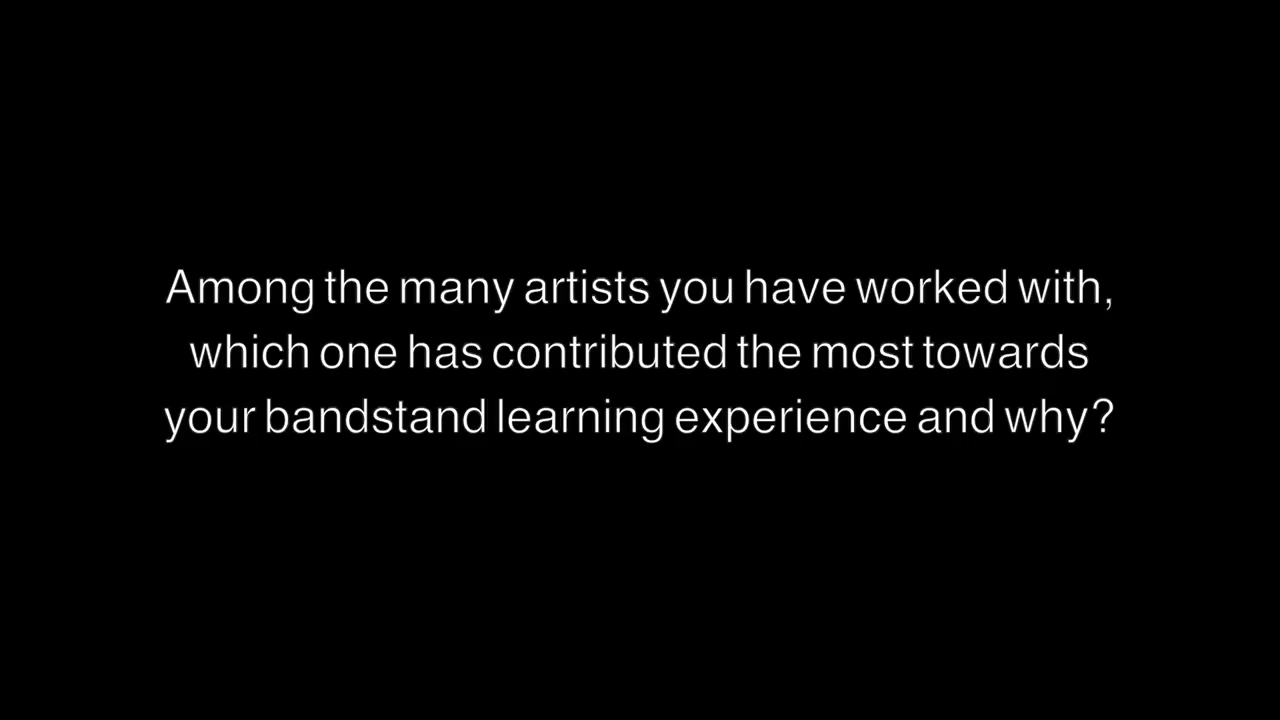 Among the many artists you have worked with,
which one has contributed the most towards
your bandstand learning experience and why?